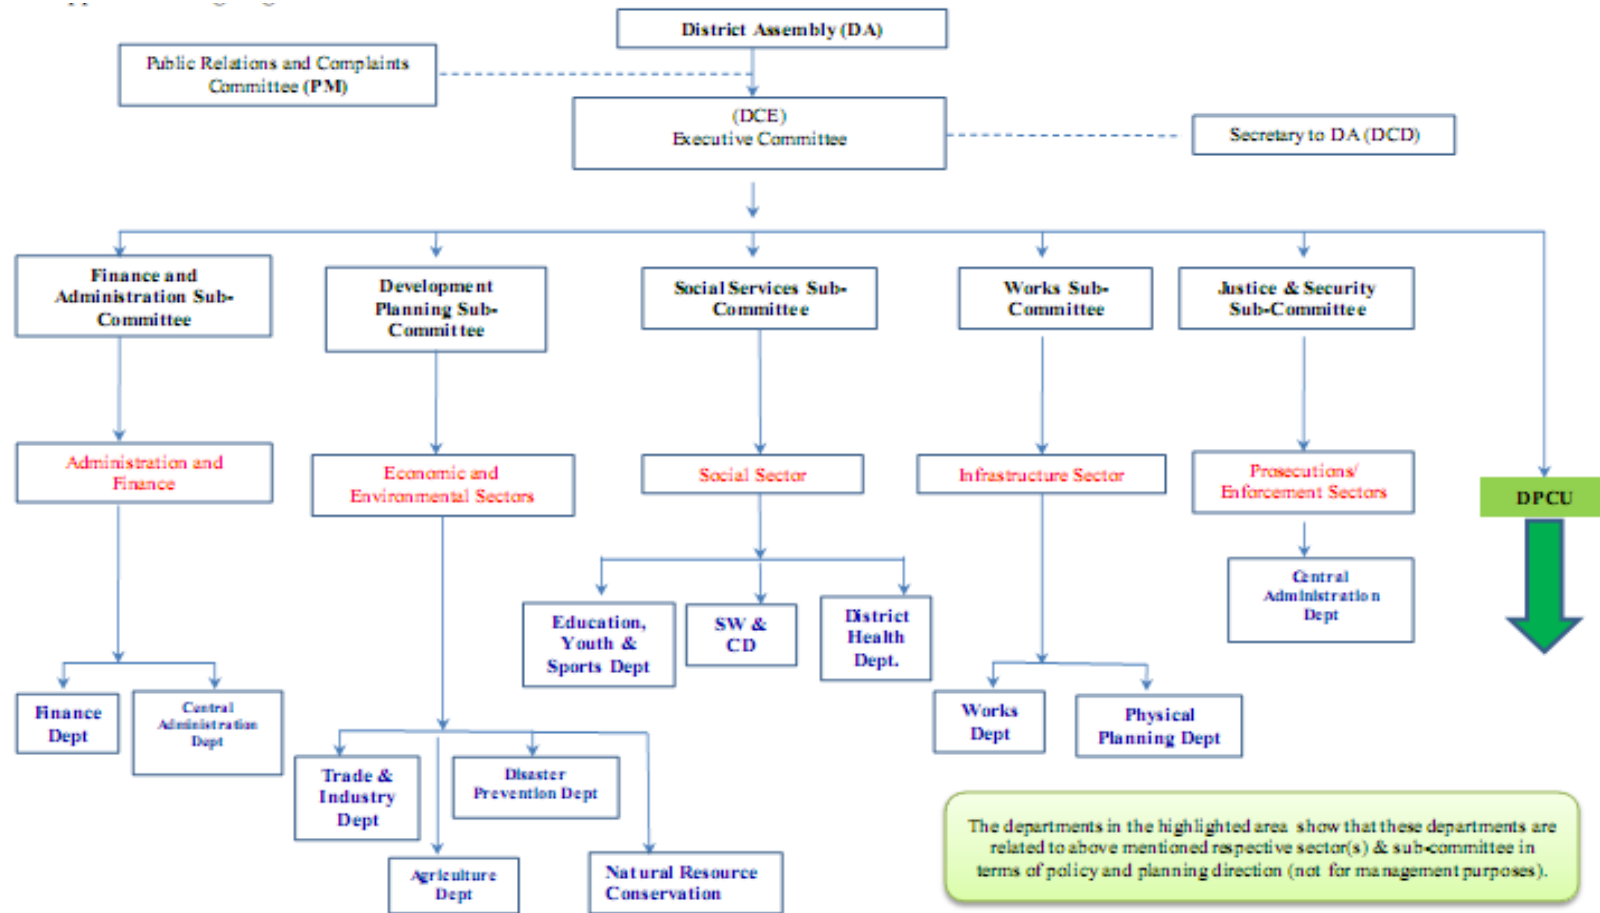 District Assembly (DA)
Public Relations and Complaints
Committee (PM)
(DCE)
Executive Committee
Secretary to DA (DCD)
Finance and
Administration Sub-
Committee
Development
Planning Sub-
Committee
Social Services Sub-
Committee
Works Sub-
Committee
Justice & Security
Sub-Committee
Administration and
Finance
Economic and
Environmental Sectors
Social Sector
Infrastructure Sector
Prosecutions/
Enforcement Sectors
DPCU
Finance
Dept
Central
Administration
Dept
Trade &
Industry
Dept
Agriculture
Dept
Disaster
Prevention Dept
Natural Resource
Conservation
Education,
Youth &
Sports Dept
SW &
CD
District
Health
Dept.
Works
Dept
Physical
Planning Dept
Central
Administration
Dept
The departments in the highlighted area show that these departments are
related to above mentioned respective sector(s) & sub-committee in
terms of policy and planning direction (not for management purposes).